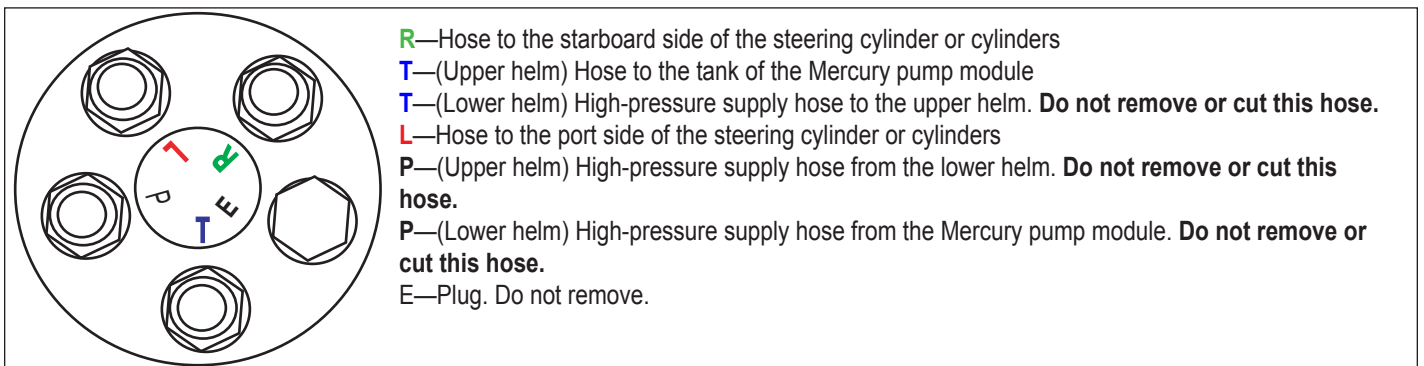 L
R
P
E
T
R—Hose to the starboard side of the steering cylinder or cylinders
T—(Upper helm) Hose to the tank of the Mercury pump module
T—(Lower helm) High-pressure supply hose to the upper helm. Do not remove or cut this hose.
L—Hose to the port side of the steering cylinder or cylinders
P—(Upper helm) High-pressure supply hose from the lower helm. Do not remove or cut this
hose.
P—(Lower helm) High-pressure supply hose from the Mercury pump module. Do not remove or
cut this hose.
E—Plug. Do not remove.